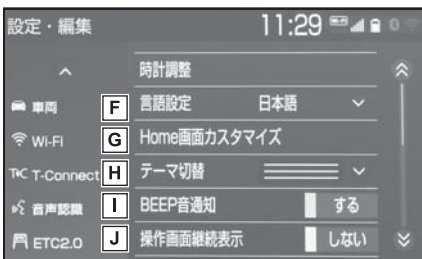 設定・編集 11:29
時計調整
車両 F 言語設定 日本語
Wi-Fi G Home画面カスタマイズ
T-Connect H テーマ切替
音声認識 I BEEP音通知 する
ETC2.0 J 操作画面継続表示 しない